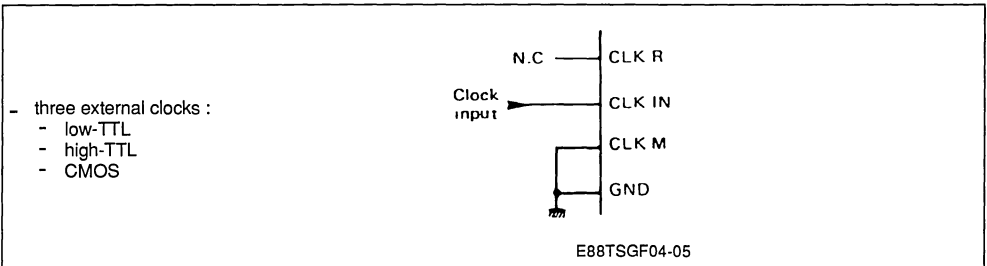 - three external clocks :
- low-TTL
- high-TTL
- CMOS
N.C
CLK R
Clock
input
CLK IN
CLK M
GND
E88TSGF04-05